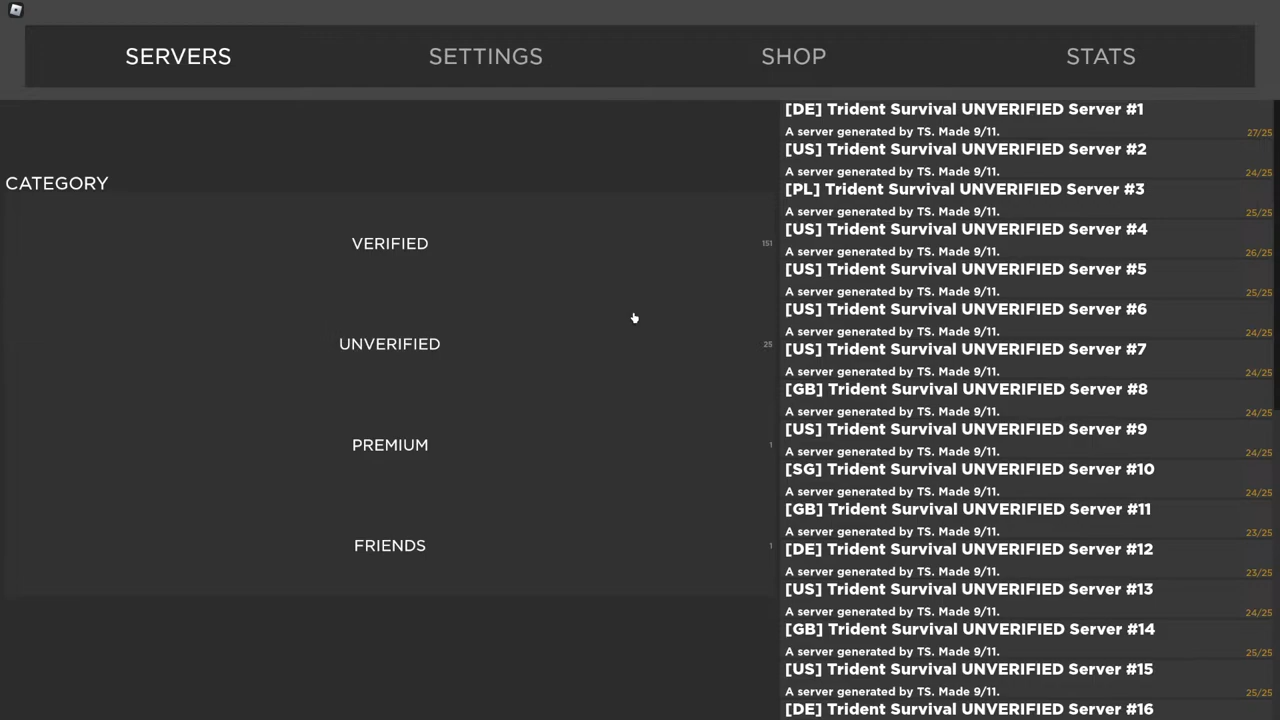 SERVERS
SETTINGS
SHOP
STATS
CATEGORY
VERIFIED
151
UNVERIFIED
25
PREMIUM
1
FRIENDS
1
[DE] Trident Survival UNVERIFIED Server #1
A server generated by TS. Made 9/11.
27/25
[US] Trident Survival UNVERIFIED Server #2
A server generated by TS. Made 9/11.
24/25
[PL] Trident Survival UNVERIFIED Server #3
A server generated by TS. Made 9/11.
25/25
[US] Trident Survival UNVERIFIED Server #4
A server generated by TS. Made 9/11.
26/25
[US] Trident Survival UNVERIFIED Server #5
A server generated by TS. Made 9/11.
25/25
[US] Trident Survival UNVERIFIED Server #6
A server generated by TS. Made 9/11.
24/25
[US] Trident Survival UNVERIFIED Server #7
A server generated by TS. Made 9/11.
24/25
[GB] Trident Survival UNVERIFIED Server #8
A server generated by TS. Made 9/11.
24/25
[US] Trident Survival UNVERIFIED Server #9
A server generated by TS. Made 9/11.
24/25
[SG] Trident Survival UNVERIFIED Server #10
A server generated by TS. Made 9/11.
24/25
[GB] Trident Survival UNVERIFIED Server #11
A server generated by TS. Made 9/11.
23/25
[DE] Trident Survival UNVERIFIED Server #12
A server generated by TS. Made 9/11.
23/25
[US] Trident Survival UNVERIFIED Server #13
A server generated by TS. Made 9/11.
24/25
[GB] Trident Survival UNVERIFIED Server #14
A server generated by TS. Made 9/11.
25/25
[US] Trident Survival UNVERIFIED Server #15
A server generated by TS. Made 9/11.
25/25
[DE] Trident Survival UNVERIFIED Server #16